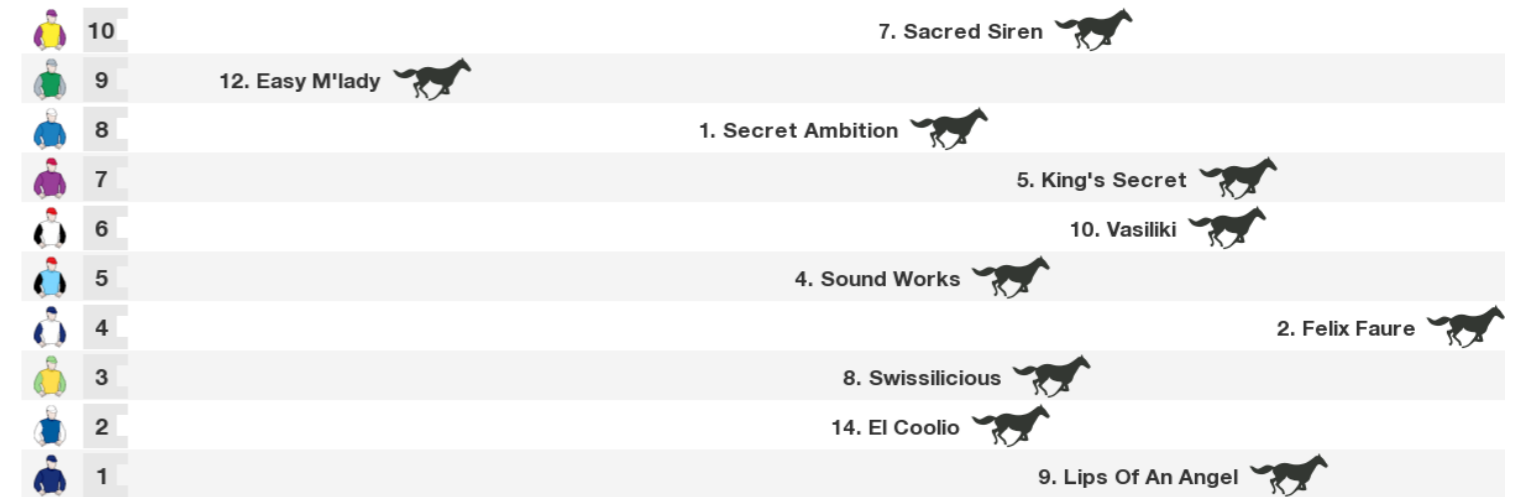 10 7. Sacred Siren
9 12. Easy M'lady
8 1. Secret Ambition
7 5. King's Secret
6 10. Vasiliki
5 4. Sound Works
4 2. Felix Faure
3 8. Swissilicious
2 14. El Coolio
1 9. Lips Of An Angel